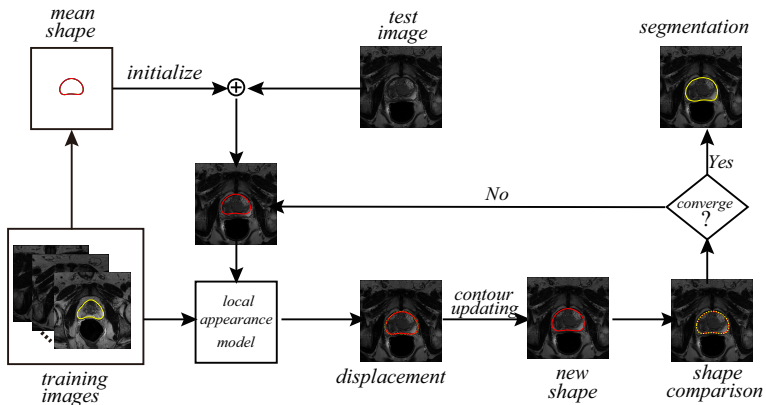 mean
shape
test
image
segmentation
initialize
Yes
No
converge
?
local
appearance
model
contour
updating
training
images
displacement
new
shape
shape
comparison